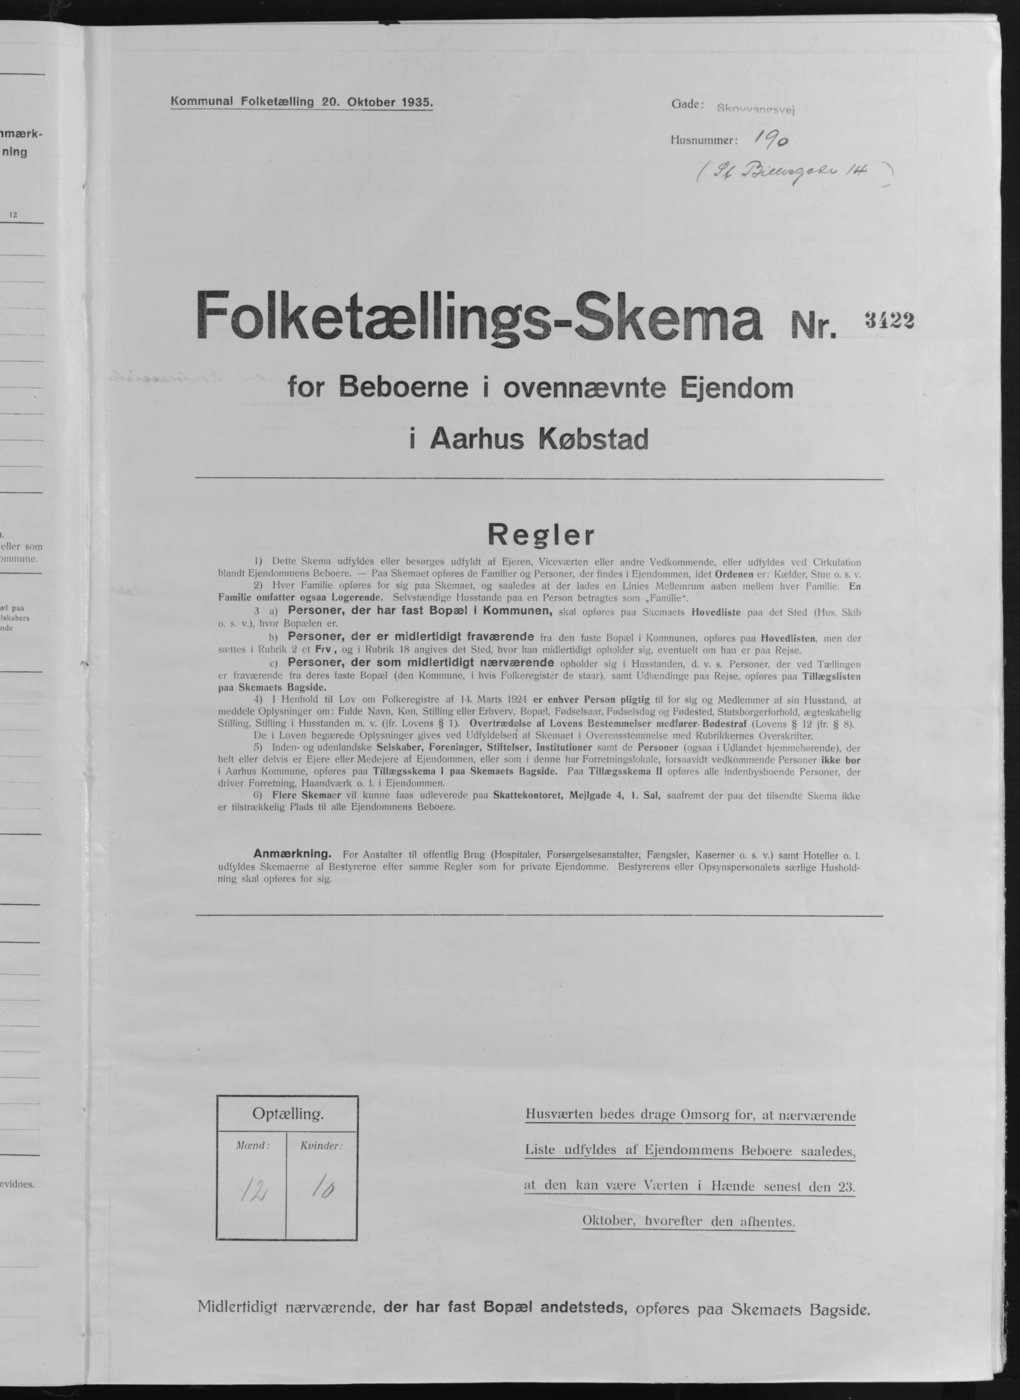 Kommunal Folketælling 20. Oktober 1935.
Gade: Skovvangsvej
Husnummer: 190
( 14 )
Folketællings-Skema Nr. 3422
for Beboerne i ovennævnte Ejendom
i Aarhus Købstad
Regler
1) Dette Skema udfyldes eller besørges udfyldt af Ejeren, Viceværten eller andre Vedkommende, eller udfyldes ved Cirkulation
blandt Ejendommens Beboere. — Paa Skemaet opføres de Familier og Personer, der findes i Ejendommen, idet Ordenen er: Kælder, Stue o. s. v.
2) Hver Familie opføres for sig paa Skemaet, og saaledes at der lades en Linies Mellemrum aaben mellem hver Familie. En
Familie omfatter ogsaa Logerende. Selvstændige Husstande paa en Person betragtes som „Familie“.
3 a) Personer, der har fast Bopæl i Kommunen, skal opføres paa Skemaets Hovedliste paa det Sted (Hus, Skib
o. s. v.), hvor Bopælen er.
b) Personer, der er midlertidigt fraværende fra den faste Bopæl i Kommunen, opføres paa Hovedlisten, men der
sættes i Rubrik 2 et Frv., og i Rubrik 18 angives det Sted, hvor han midlertidigt opholder sig, eventuelt om han er paa Rejse.
c) Personer, der som midlertidigt nærværende opholder sig i Husstanden, d. v. s. Personer, der ved Tællingen
er fraværende fra deres faste Bopæl (den Kommune, i hvis Folkeregister de staar), samt Udlændinge paa Rejse, opføres paa Tillægslisten
paa Skemaets Bagside.
4) I Henhold til Lov om Folkeregistre af 14. Marts 1924 er enhver Person pligtig til for sig og Medlemmer af sin Husstand, at
meddele Oplysninger om: Fulde Navn, Køn, Stilling eller Erhverv, Bopæl, Fødselsaar, Fødselsdag og Fødested, Statsborgerforhold, ægteskabelig
Stilling, Stilling i Husstanden m. v. (jfr. Lovens § 1). Overtrædelse af Lovens Bestemmelser medfører Bødestraf (Lovens § 12 jfr. § 8).
De i Loven begærede Oplysninger gives ved Udfyldelsen af Skemaet i Overensstemmelse med Rubrikkernes Overskrifter.
5) Inden- og udenlandske Selskaber, Foreninger, Stiftelser, Institutioner samt de Personer (ogsaa i Udlandet hjemmehørende), der
helt eller delvis er Ejere eller Medejere af Ejendommen, eller som i denne har Forretningslokale, forsaavidt vedkommende Personer ikke bor
i Aarhus Kommune, opføres paa Tillægsskema I paa Skemaets Bagside. Paa Tillægsskema II opføres alle indenbysboende Personer, der
driver Forretning, Haandværk o. l. i Ejendommen.
6) Flere Skemaer vil kunne faas udleverede paa Skattekontoret, Mejlgade 4, 1. Sal, saafremt der paa det tilsendte Skema ikke
er tilstrækkelig Plads til alle Ejendommens Beboere.
Anmærkning. For Anstalter til offentlig Brug (Hospitaler, Forsørgelsesanstalter, Fængsler, Kaserner o. s. v.) samt Hoteller o. l.
udfyldes Skemaerne af Bestyrerne efter samme Regler som for private Ejendomme. Bestyrerens eller Opsynspersonalets særlige Hushold-
ning skal opføres for sig.
Optælling.
Mænd: Kvinder:
12 10
Husværten bedes drage Omsorg for, at nærværende
Liste udfyldes af Ejendommens Beboere saaledes,
at den kan være Værten i Hænde senest den 23.
Oktober, hvorefter den afhentes.
Midlertidigt nærværende, der har fast Bopæl andetsteds, opføres paa Skemaets Bagside.